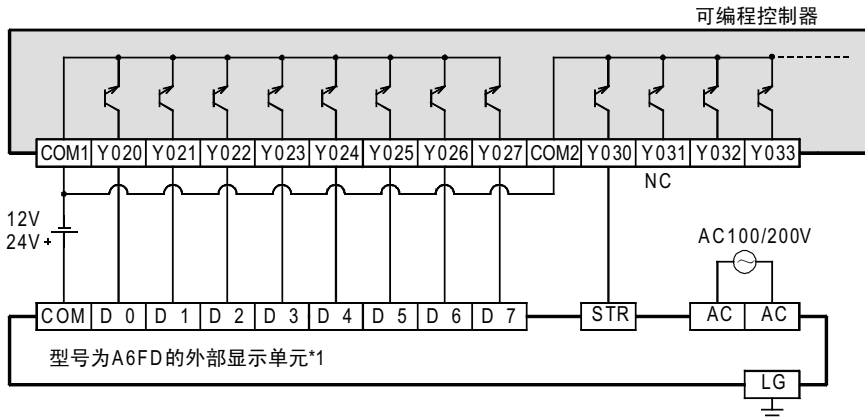 可编程控制器
COM1 Y020 Y021 Y022 Y023 Y024 Y025 Y026 Y027 COM2 Y030 Y031 Y032 Y033
NC
12V
24V +
AC100/200V
COM D 0 D 1 D 2 D 3 D 4 D 5 D 6 D 7 STR AC AC
型号为A6FD的外部显示单元*1
LG